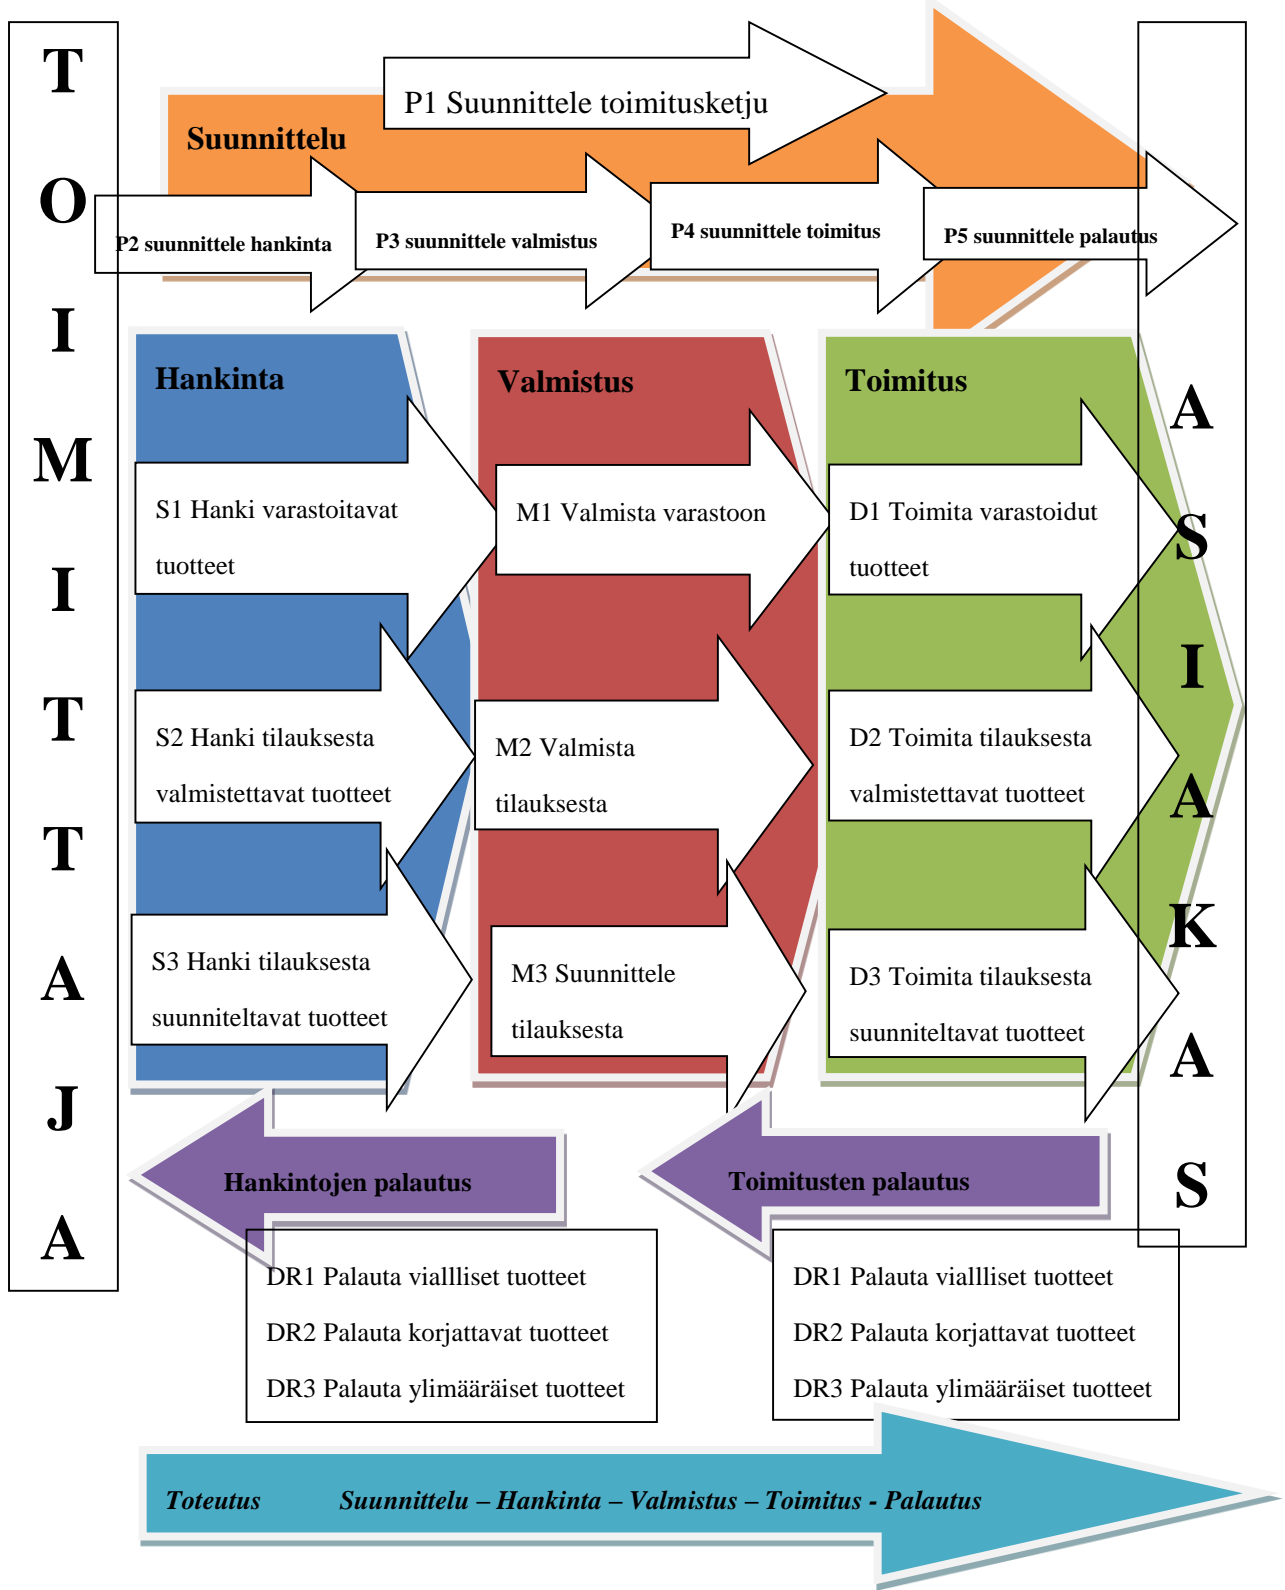 TOIMITTAJA
P1 Suunnittele toimitusketju
Suunnittelu
P2 suunnittele hankinta
P3 suunnittele valmistus
P4 suunnittele toimitus
P5 suunnittele palautus
Hankinta
S1 Hanki varastoitavat
tuotteet
S2 Hanki tilauksesta
valmistettavat tuotteet
S3 Hanki tilauksesta
suunniteltavat tuotteet
Valmistus
M1 Valmista varastoon
M2 Valmista
tilauksesta
M3 Suunnittele
tilauksesta
Toimitus
D1 Toimita varastoidut
tuotteet
D2 Toimita tilauksesta
valmistettavat tuotteet
D3 Toimita tilauksesta
suunniteltavat tuotteet
ASIAKAS
Hankintojen palautus
DR1 Palauta viallliset tuotteet
DR2 Palauta korjattavat tuotteet
DR3 Palauta ylimääräiset tuotteet
Toimitusten palautus
DR1 Palauta viallliset tuotteet
DR2 Palauta korjattavat tuotteet
DR3 Palauta ylimääräiset tuotteet
Toteutus Suunnittelu – Hankinta – Valmistus – Toimitus - Palautus